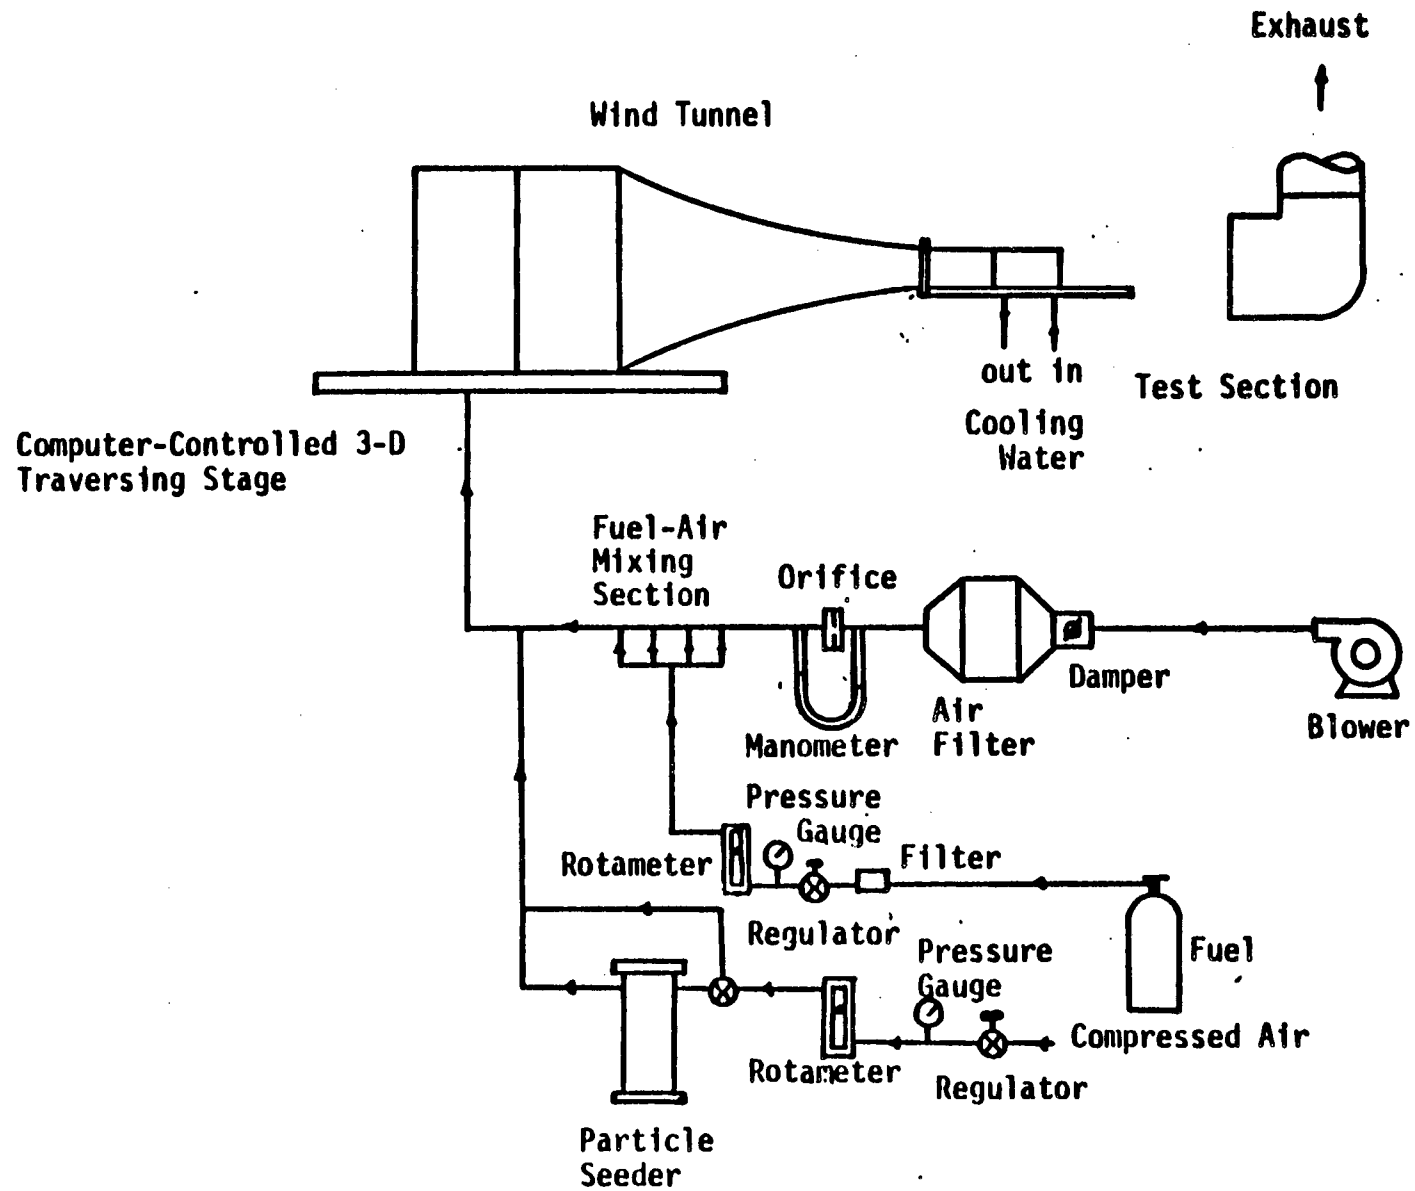 Exhaust
Wind Tunnel
out in
Cooling
Water
Test Section
Computer-Controlled 3-D
Traversing Stage
Fuel-Air
Mixing
Section
Orifice
Damper
Air
Filter
Blower
Manometer
Pressure
Gauge
Rotameter
Filter
Regulator
Fuel
Pressure
Gauge
Compressed Air
Rotameter
Regulator
Particle
Seeder